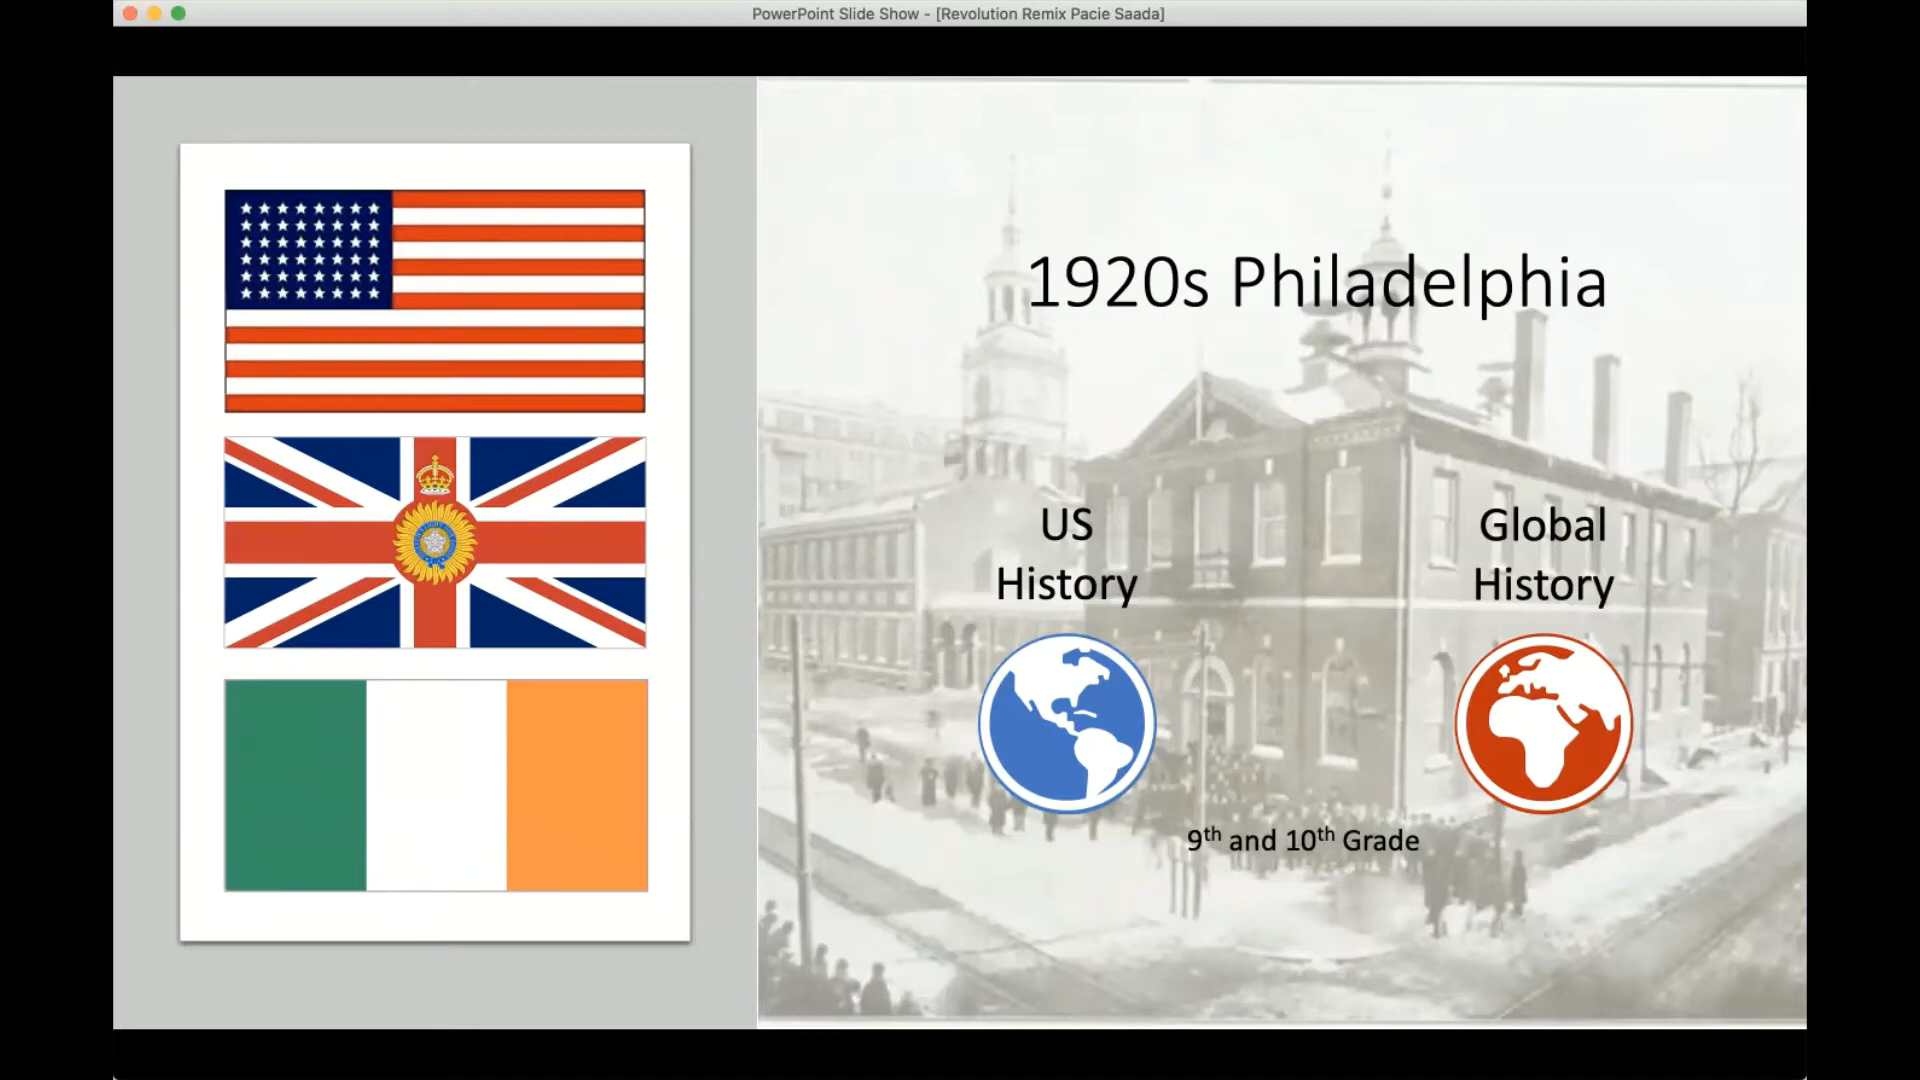 PowerPoint Slide Show - [Revolution Remix Pacie Saada]
1920s Philadelphia
US
History
Global
History
9th and 10th Grade